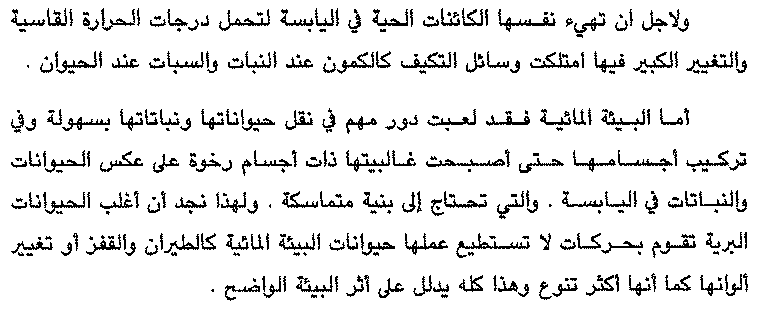 ولاجل ان تهيء نفسها الكائنات الحية في اليابسة لتحمل درجات الحرارة القاسية
والتغيير الكبير فيها امتلكت وسائل التكيف كالكمون عند النبات والسبات عند الحيوان .
أما البيئة المائية فقد لعبت دور مهم في نقل حيواناتها ونباتاتها بسهولة وفي
تركيب أجسامها حتى أصبحت غالبيتها ذات أجسام رخوة على عكس الحيوانات
والنباتات في اليابسة . والتي تحتاج إلى بنية متماسكة . ولهذا نجد أن أغلب الحيوانات
البرية تقوم بحركات لا تستطيع عملها حيوانات البيئة المائية كالطيران والقفز أو تغيير
ألوانها كما أنها أكثر تنوع وهذا كله يدلل على أثر البيئة الواضح .